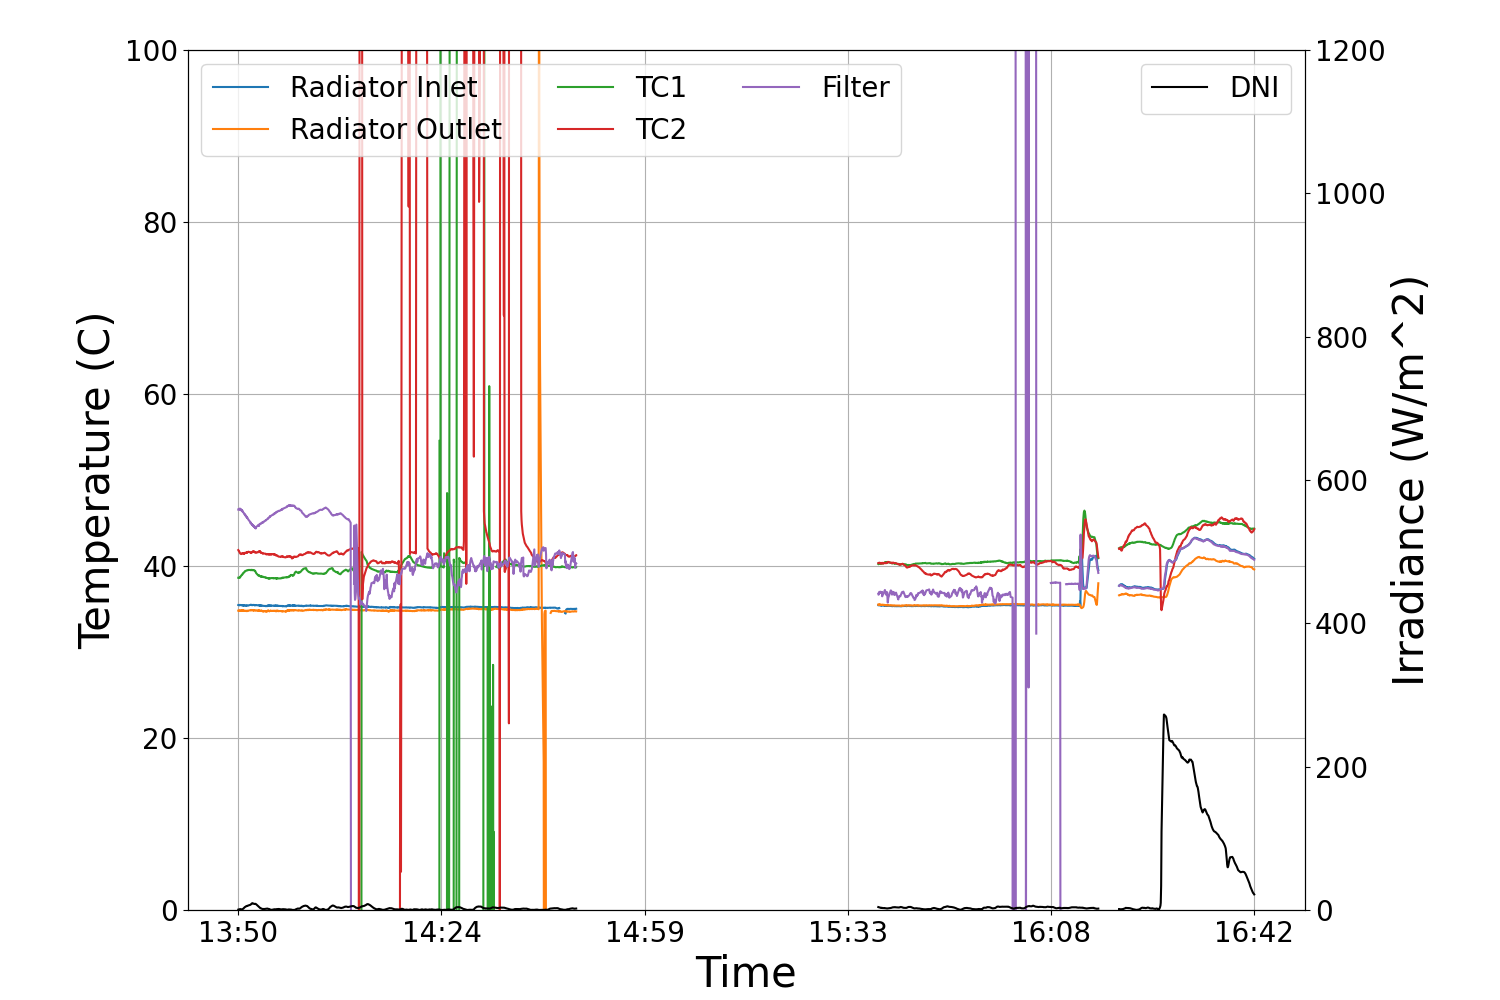 100
80
60
40
20
0
Temperature (C)
Radiator Inlet
Radiator Outlet
TC1
TC2
Filter
DNI
1200
1000
800
600
400
200
0
Irradiance (W/m^2)
13:50 14:24 14:59 15:33 16:08 16:42
Time